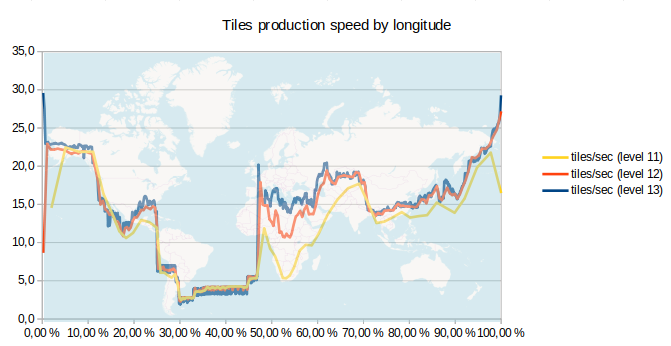 Tiles production speed by longitude
35,0
30,0
25,0
20,0
15,0
10,0
5,0
0,0
0,00 % 10,00 % 20,00 % 30,00 % 40,00 % 50,00 % 60,00 % 70,00 % 80,00 % 90,00 % 100,00 %
tiles/sec (level 11)
tiles/sec (level 12)
tiles/sec (level 13)